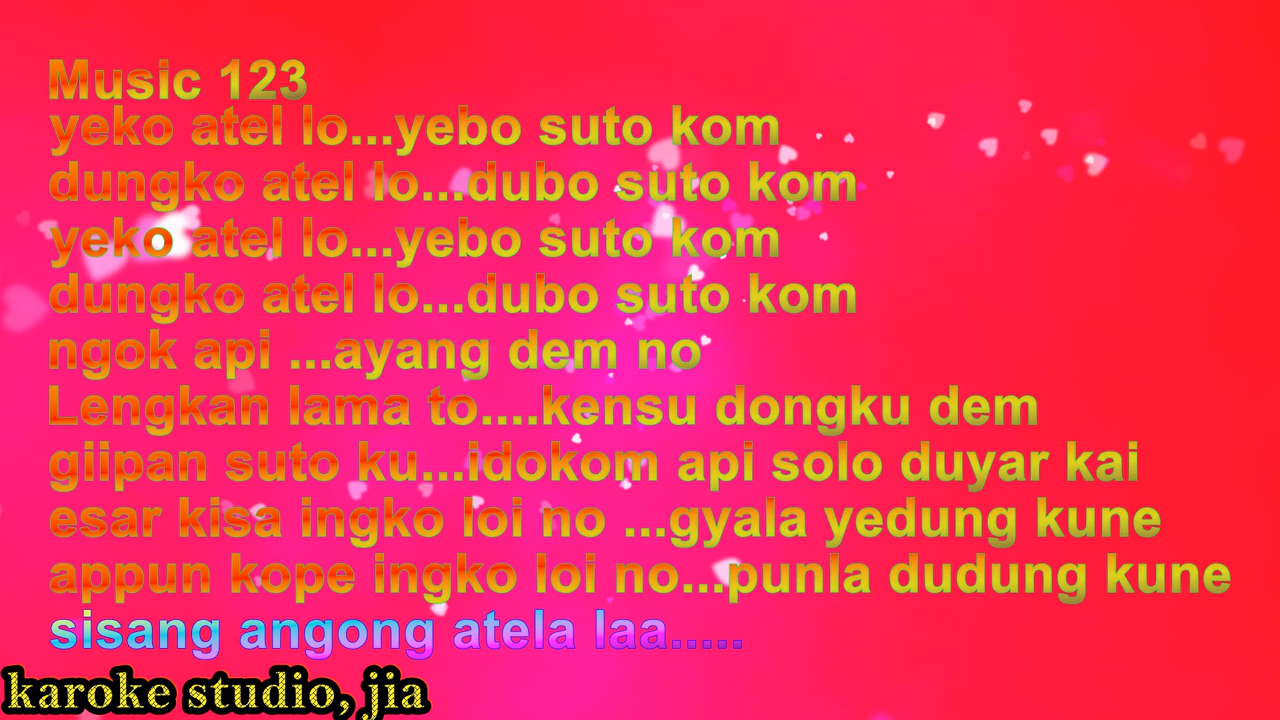 Music 123
yeko atel lo...yebo suto kom
dungko atel lo...dubo suto kom
yeko atel lo...yebo suto kom
dungko atel lo...dubo suto kom
ngok api ...ayang dem no
Lengkan lama to....kensu dongku dem
giipan suto ku...idokom api solo duyar kai
esar kisa ingko loi no ...gyala yedung kune
appun kope ingko loi no...punla dudung kune
sisang angong atela laa.....
karoke studio, jia